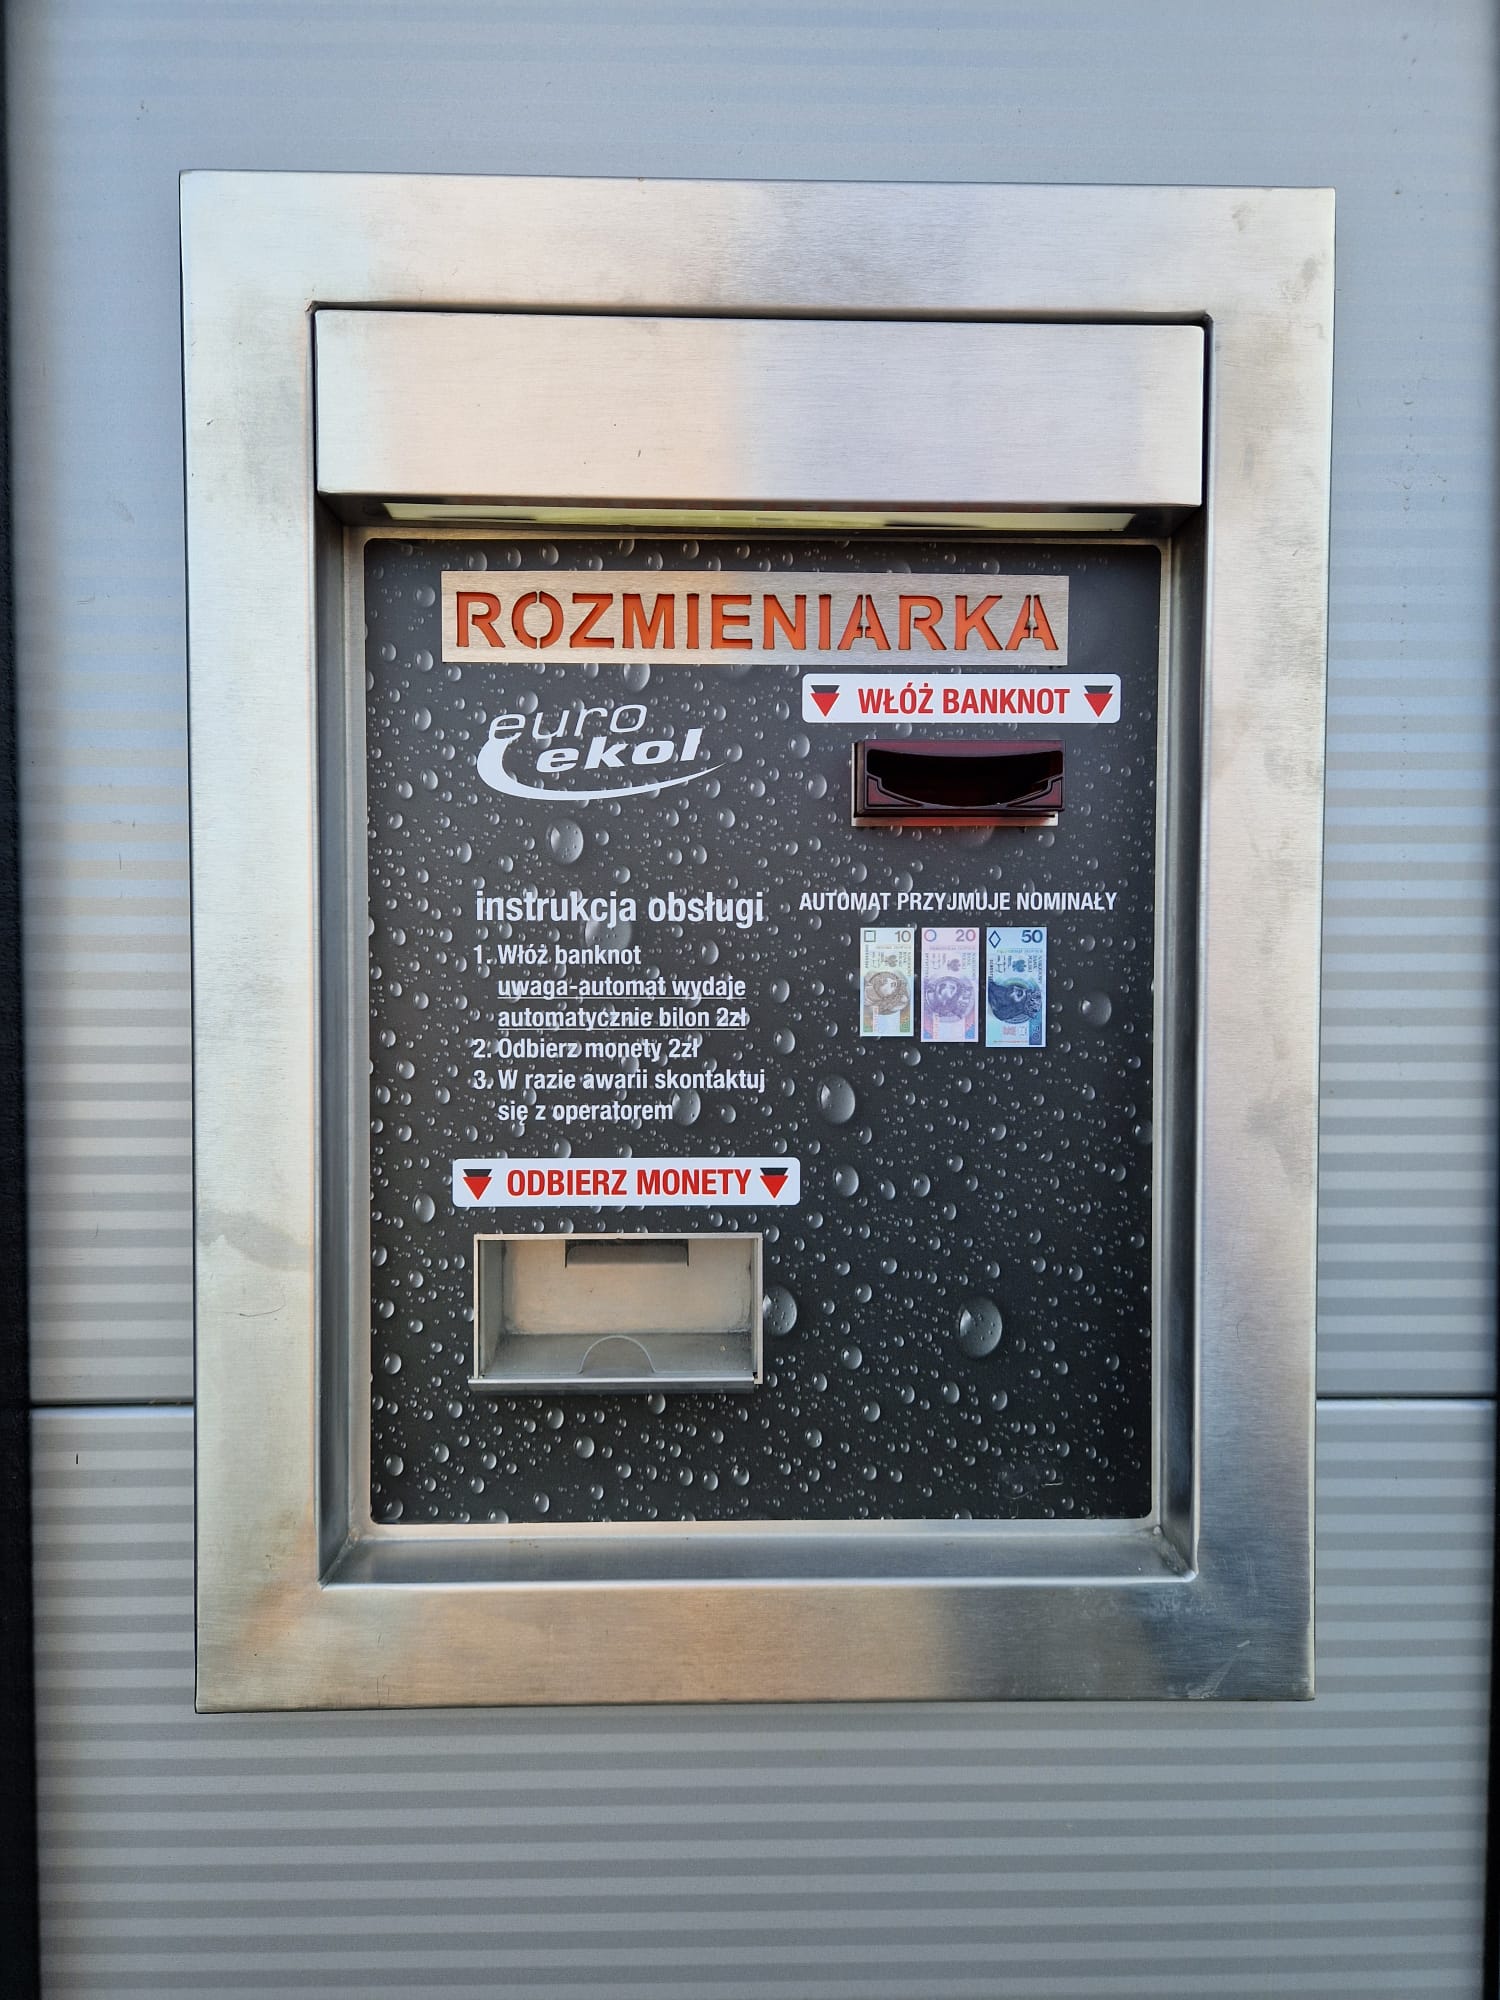 ROZMIENIARKA
WŁÓŻ BANKNOT
euro
ekol
instrukcja obsługi
1. Włóż banknot
uwaga-automat wydaje
automatycznie bilon 2zł
2. Odbierz monety 2zł
3. W razie awarii skontaktuj
się z operatorem
AUTOMAT PRZYJMUJE NOMINAŁY
10
20
50
ODBIERZ MONETY